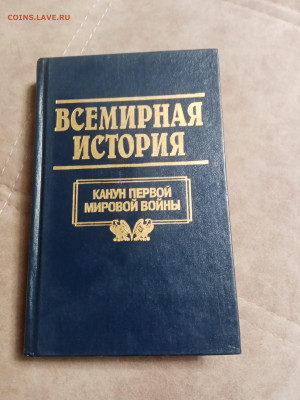 COINS.LAVE.RU
ВСЕМИРНАЯ
ИСТОРИЯ
КАНУН ПЕРВОЙ
МИРОВОЙ ВОЙНЫ